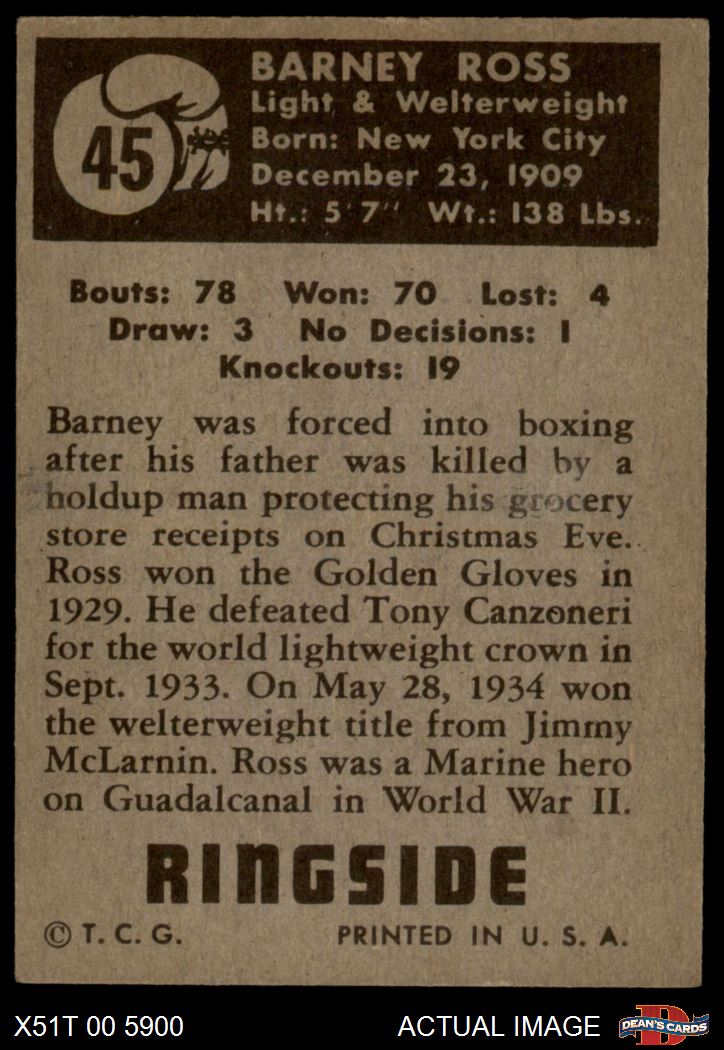 45
BARNEY ROSS
Light & Welterweight
Born: New York City
December 23, 1909
Ht.: 5'7" Wt.: 138 Lbs.
Bouts: 78 Won: 70 Lost: 4
Draw: 3 No Decisions: 1
Knockouts: 19
Barney was forced into boxing
after his father was killed by a
holdup man protecting his grocery
store receipts on Christmas Eve.
Ross won the Golden Gloves in
1929. He defeated Tony Canzoneri
for the world lightweight crown in
Sept. 1933. On May 28, 1934 won
the welterweight title from Jimmy
McLarnin. Ross was a Marine hero
on Guadalcanal in World War II.
RINGSIDE
© T. C. G. PRINTED IN U. S. A.
X51T 00 5900 ACTUAL IMAGE
D
DEAN'S CARDS